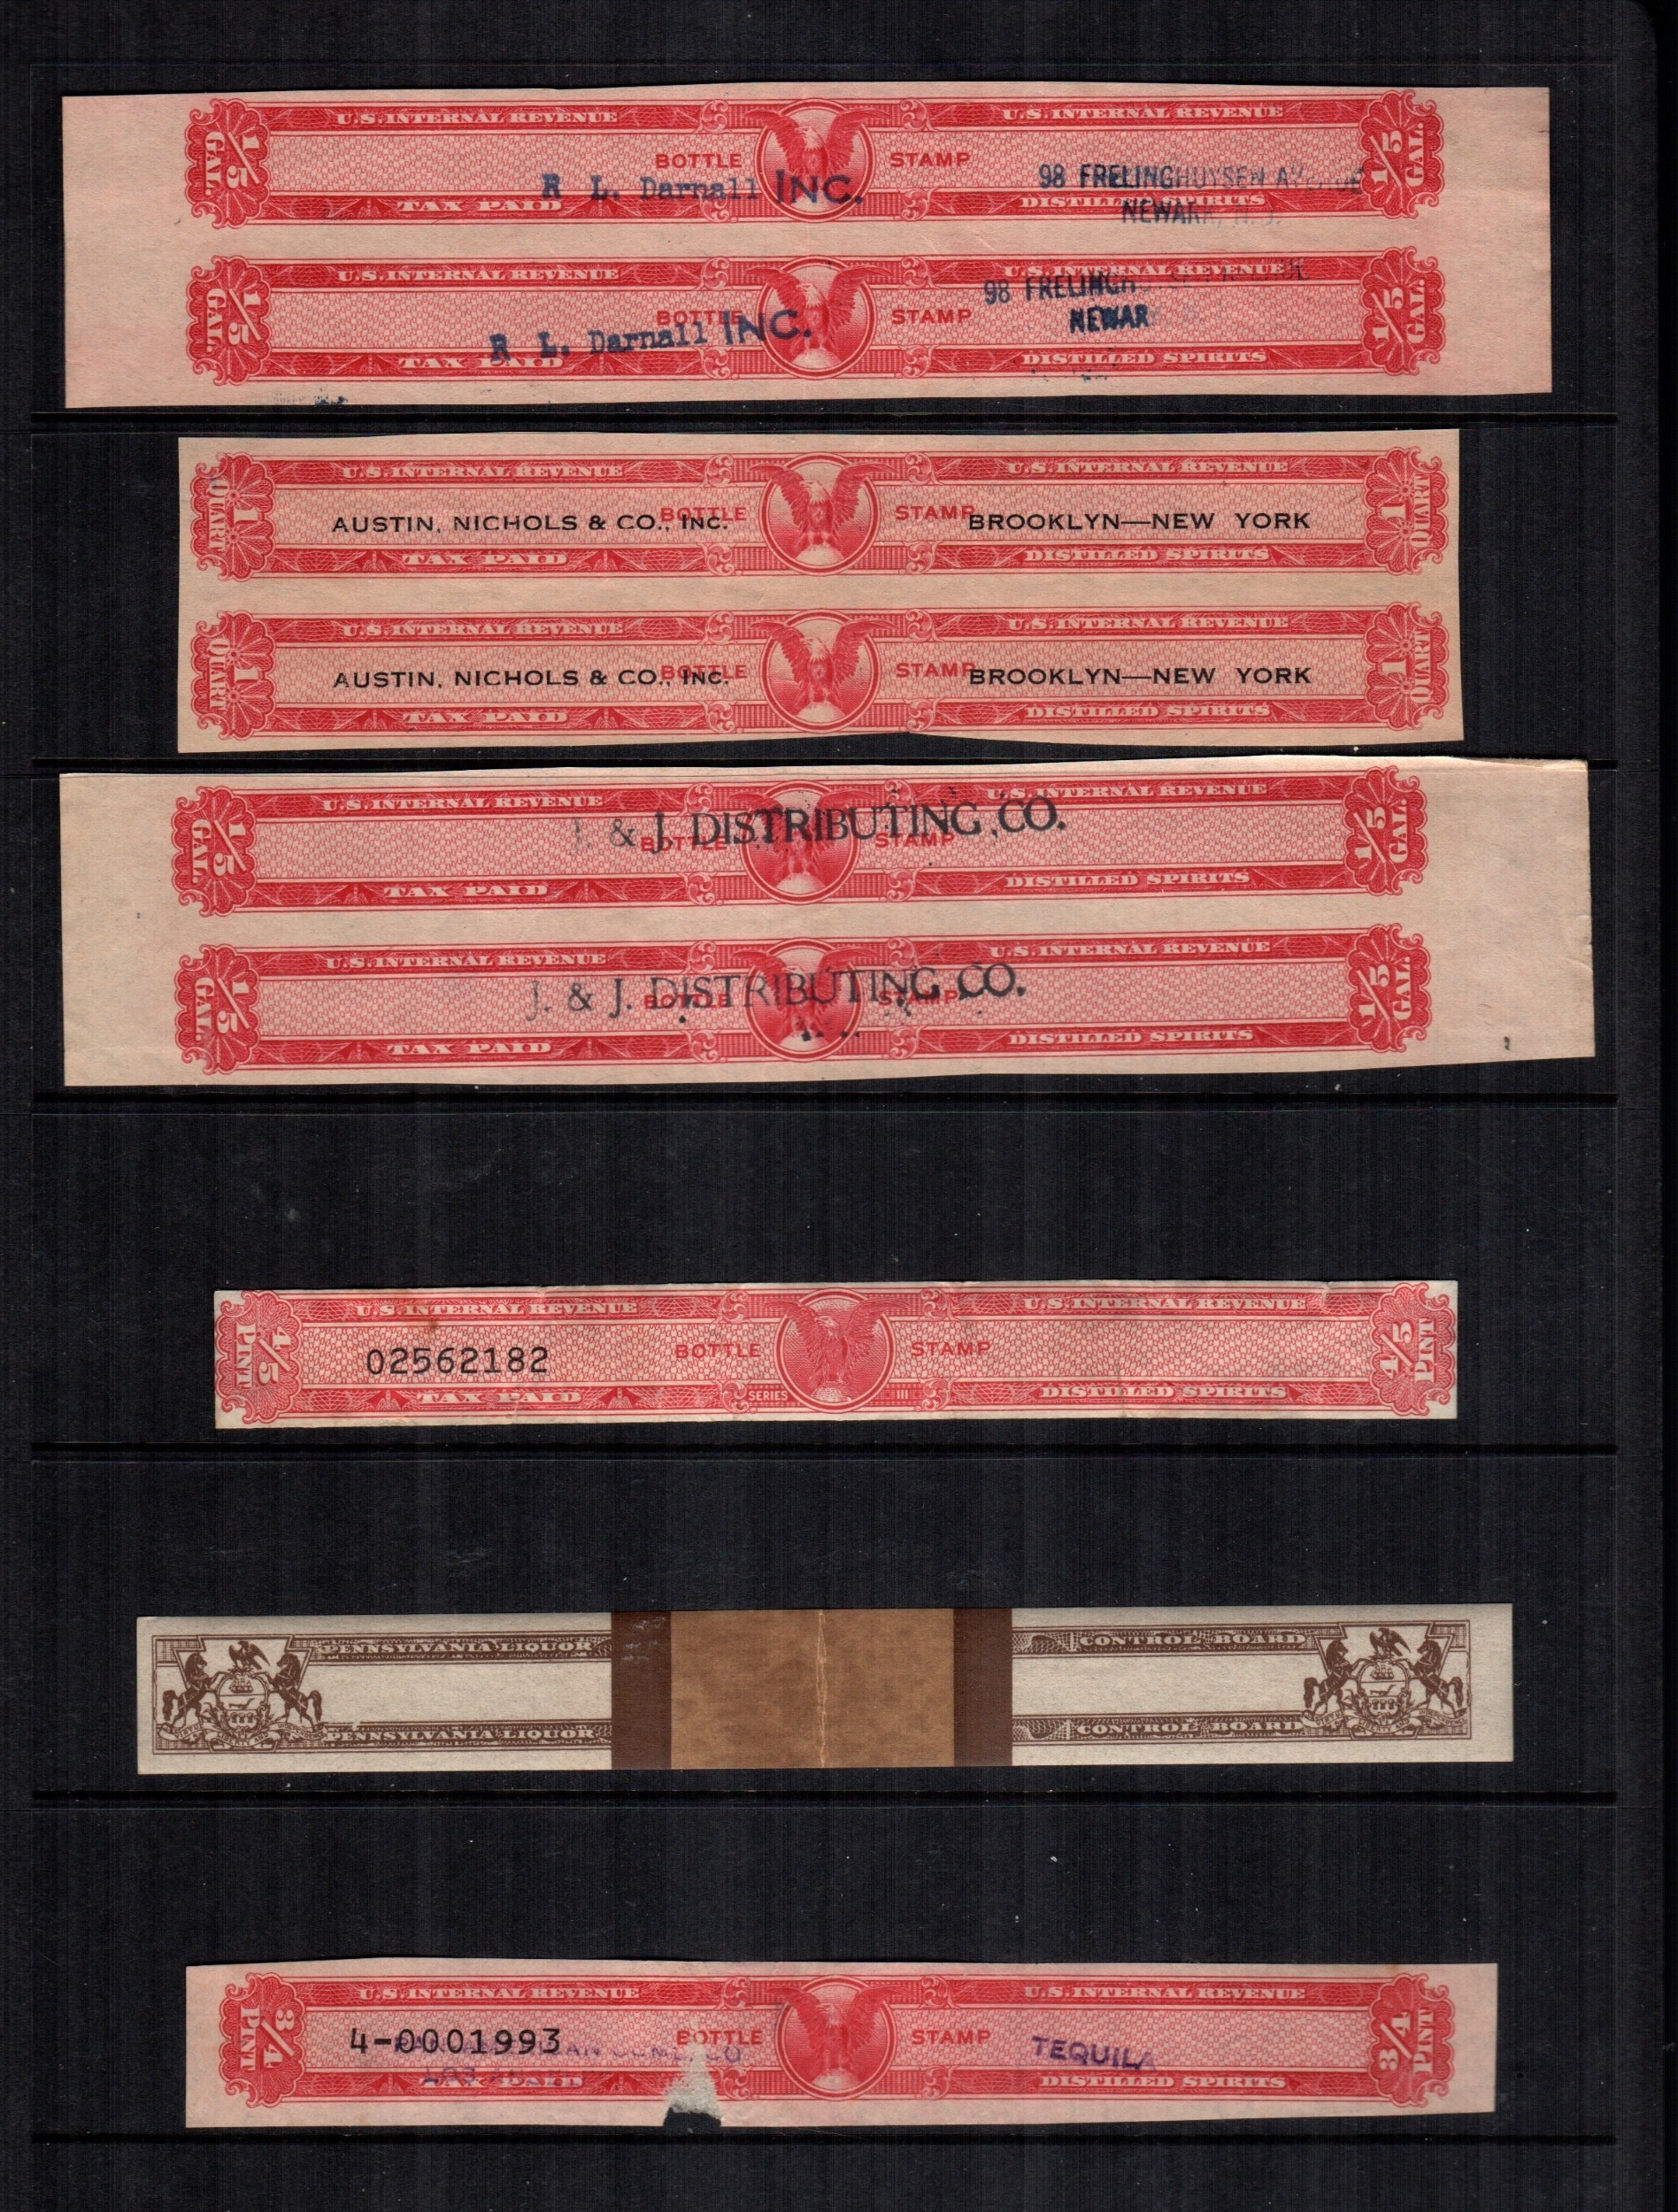 U.S. INTERNAL REVENUE U.S. INTERNAL REVENUE
1/5 GAL. BOTTLE STAMP 1/5 GAL.
R L. Darnall INC. 98 FRELINGHUYSEN AVENUE
TAX PAID DISTILLED SPIRITS
NEWARK, N. J.
U.S. INTERNAL REVENUE U.S. INTERNAL REVENUE
98 FRELINGH
1/5 GAL. BOTTLE STAMP 1/5 GAL.
R L. Darnall INC. NEWAR
TAX PAID DISTILLED SPIRITS
U.S. INTERNAL REVENUE U.S. INTERNAL REVENUE
1 QUART BOTTLE STAMP 1 QUART
AUSTIN, NICHOLS & CO., INC. BROOKLYN—NEW YORK
TAX PAID DISTILLED SPIRITS
U.S. INTERNAL REVENUE U.S. INTERNAL REVENUE
1 QUART BOTTLE STAMP 1 QUART
AUSTIN, NICHOLS & CO., INC. BROOKLYN—NEW YORK
TAX PAID DISTILLED SPIRITS
U.S. INTERNAL REVENUE U.S. INTERNAL REVENUE
& J. DISTRIBUTING CO.
1/5 GAL. BOTTLE STAMP 1/5 GAL.
TAX PAID DISTILLED SPIRITS
U.S. INTERNAL REVENUE U.S. INTERNAL REVENUE
J. & J. DISTRIBUTING CO.
1/5 GAL. BOTTLE STAMP 1/5 GAL.
TAX PAID DISTILLED SPIRITS
U.S. INTERNAL REVENUE U.S. INTERNAL REVENUE
4/5 PINT 02562182 BOTTLE STAMP 4/5 PINT
TAX PAID SERIES III DISTILLED SPIRITS
PENNSYLVANIA LIQUOR CONTROL BOARD
PENNSYLVANIA LIQUOR CONTROL BOARD
U.S. INTERNAL REVENUE U.S. INTERNAL REVENUE
3/4 PINT 4-0001993 BOTTLE STAMP 3/4 PINT
TEQUILA
TAX PAID DISTILLED SPIRITS